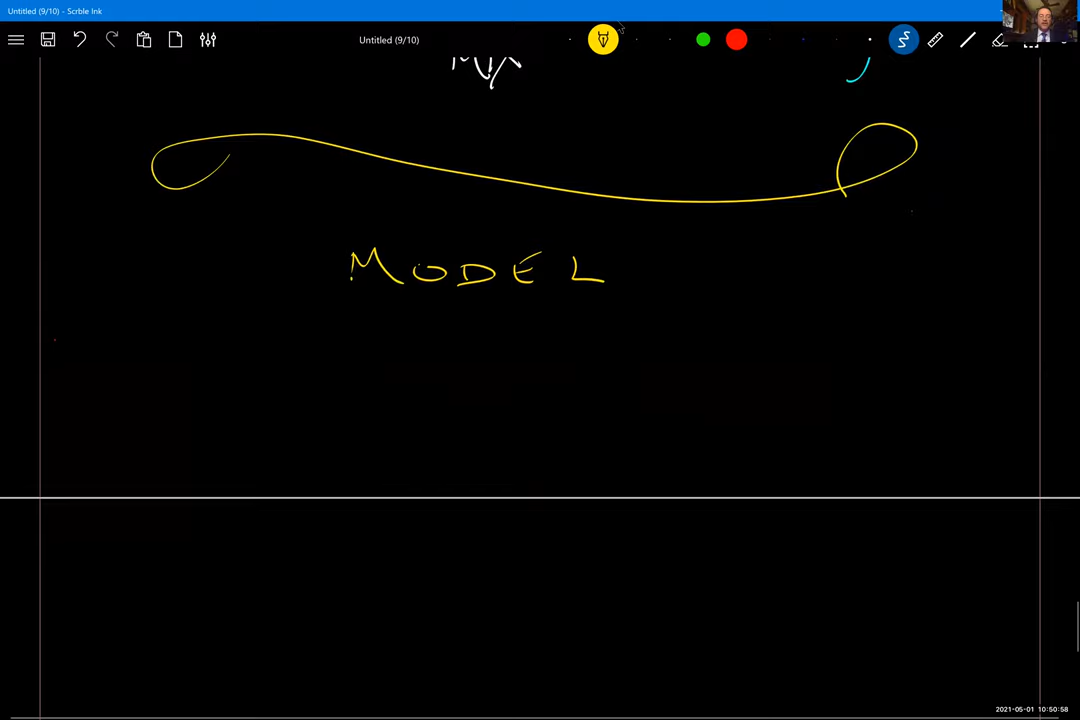 Untitled (9/10) - Scrble Ink
Untitled (9/10)
MODEL
2021-05-01 10:50:58